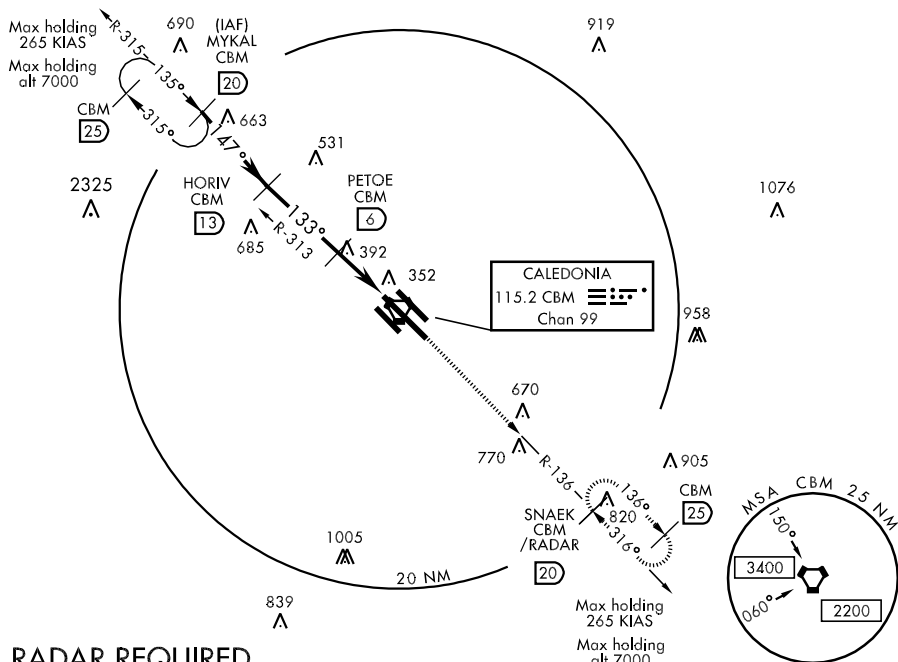 Max holding
265 KIAS
Max holding
alt 7000
R-315
135°
315°
CBM
25
690
(IAF)
MYKAL
CBM
20
663
147°
919
531
2325
HORIV
CBM
13
685
R-313
133°
PETOE
CBM
6
392
352
1076
CALEDONIA
115.2 CBM
Chan 99
958
670
770
R-136
905
136°
CBM
25
820
316°
SNAEK
CBM
/RADAR
20
1005
20 NM
839
Max holding
265 KIAS
Max holding
alt 7000
MSA CBM 25 NM
150°
3400
060°
2200
RADAR REQUIRED